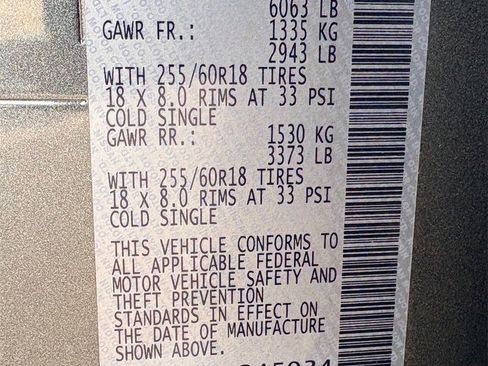 6063 LB
GAWR FR.: 1335 KG
2943 LB
WITH 255/60R18 TIRES
18 X 8.0 RIMS AT 33 PSI
COLD SINGLE
GAWR RR.: 1530 KG
3373 LB
WITH 255/60R18 TIRES
18 X 8.0 RIMS AT 33 PSI
COLD SINGLE
THIS VEHICLE CONFORMS TO
ALL APPLICABLE FEDERAL
MOTOR VEHICLE SAFETY AND
THEFT PREVENTION
STANDARDS IN EFFECT ON
THE DATE OF MANUFACTURE
SHOWN ABOVE.